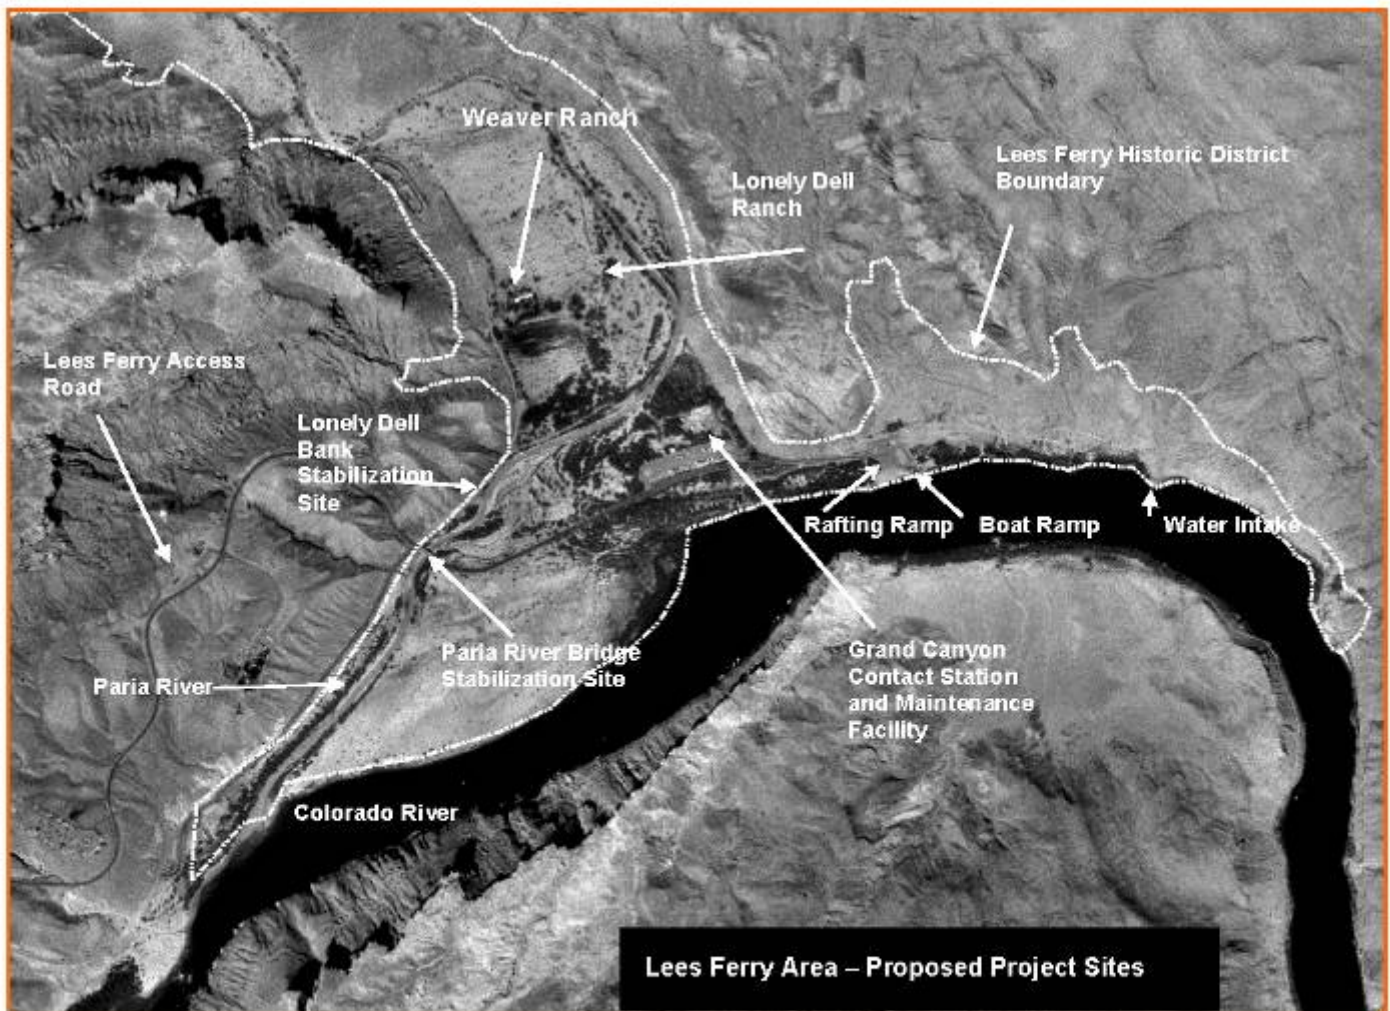 Weaver Ranch
Lees Ferry Historic District
Boundary
Lonely Dell
Ranch
Lees Ferry Access
Road
Lonely Dell
Bank
Stabilization
Site
Rafting Ramp
Boat Ramp
Water Intake
Paria River Bridge
Stabilization Site
Grand Canyon
Contact Station
and Maintenance
Facility
Paria River
Colorado River
Lees Ferry Area – Proposed Project Sites